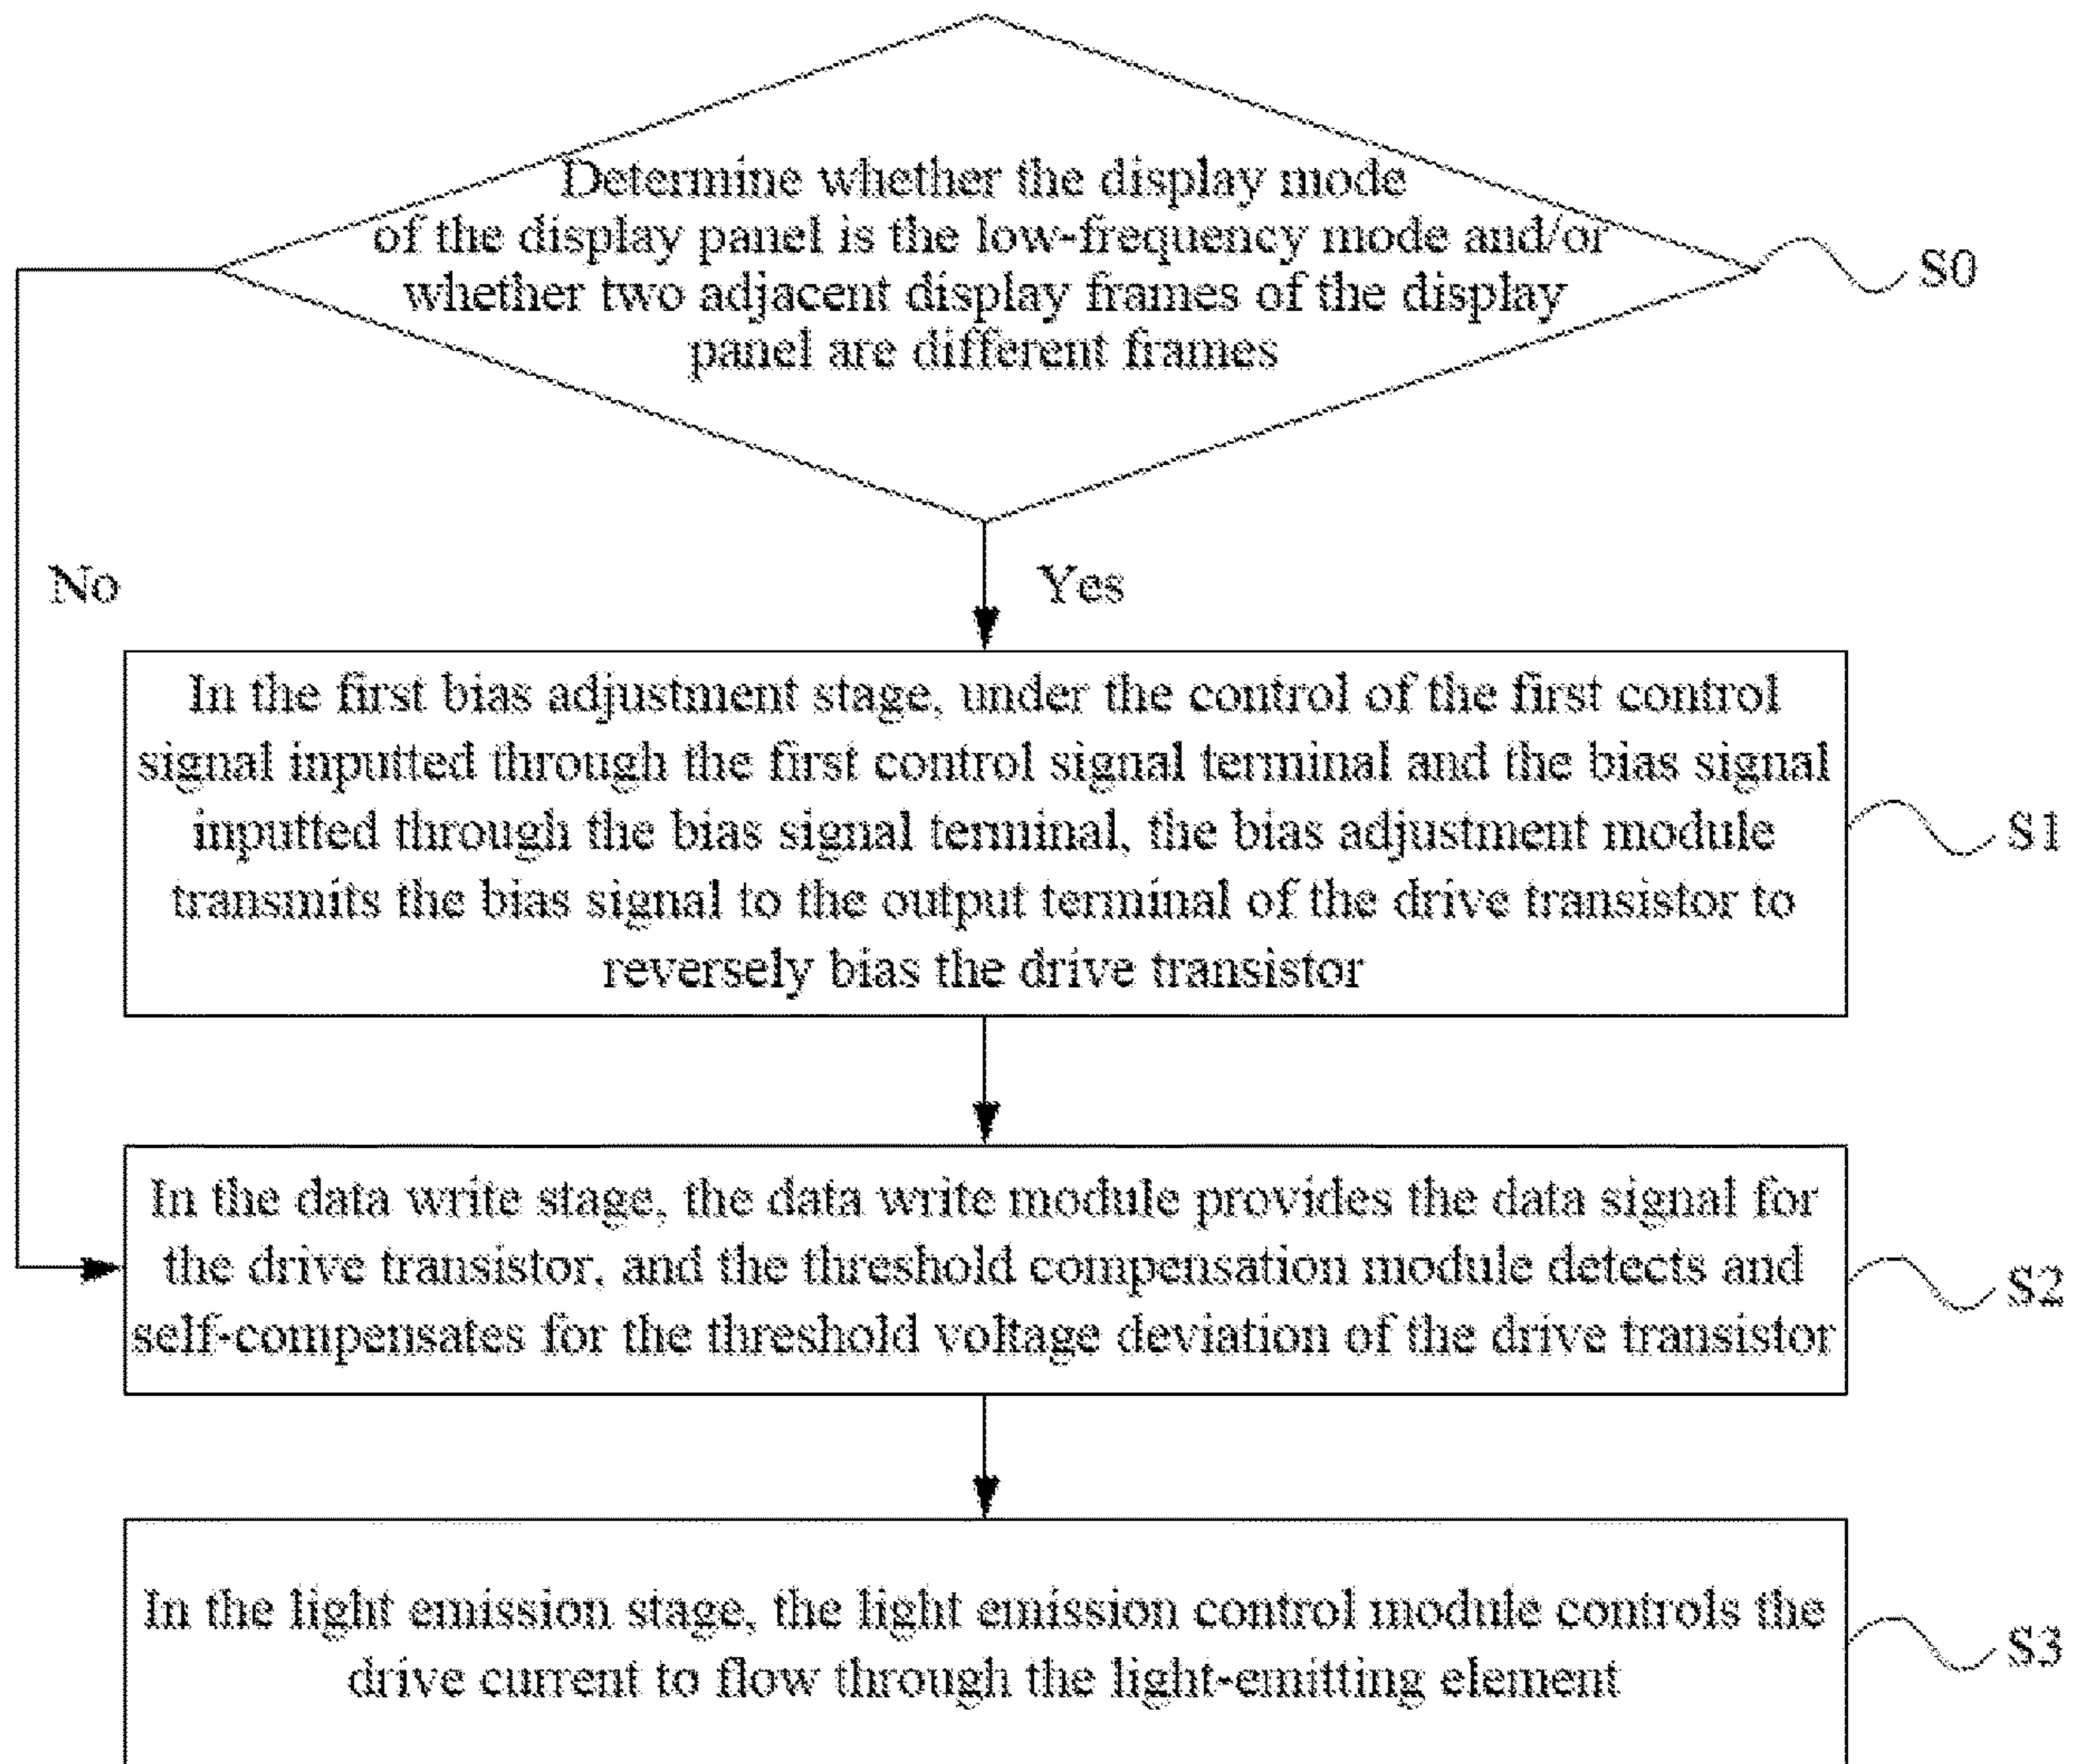 Determine whether the display mode
of the display panel is the low-frequency mode and/or
whether two adjacent display frames of the display
panel are different frames
S0
No
Yes
In the first bias adjustment stage, under the control of the first control
signal inputted through the first control signal terminal and the bias signal
inputted through the bias signal terminal, the bias adjustment module
transmits the bias signal to the output terminal of the drive transistor to
reversely bias the drive transistor
S1
In the data write stage, the data write module provides the data signal for
the drive transistor, and the threshold compensation module detects and
self-compensates for the threshold voltage deviation of the drive transistor
S2
In the light emission stage, the light emission control module controls the
drive current to flow through the light-emitting element
S3